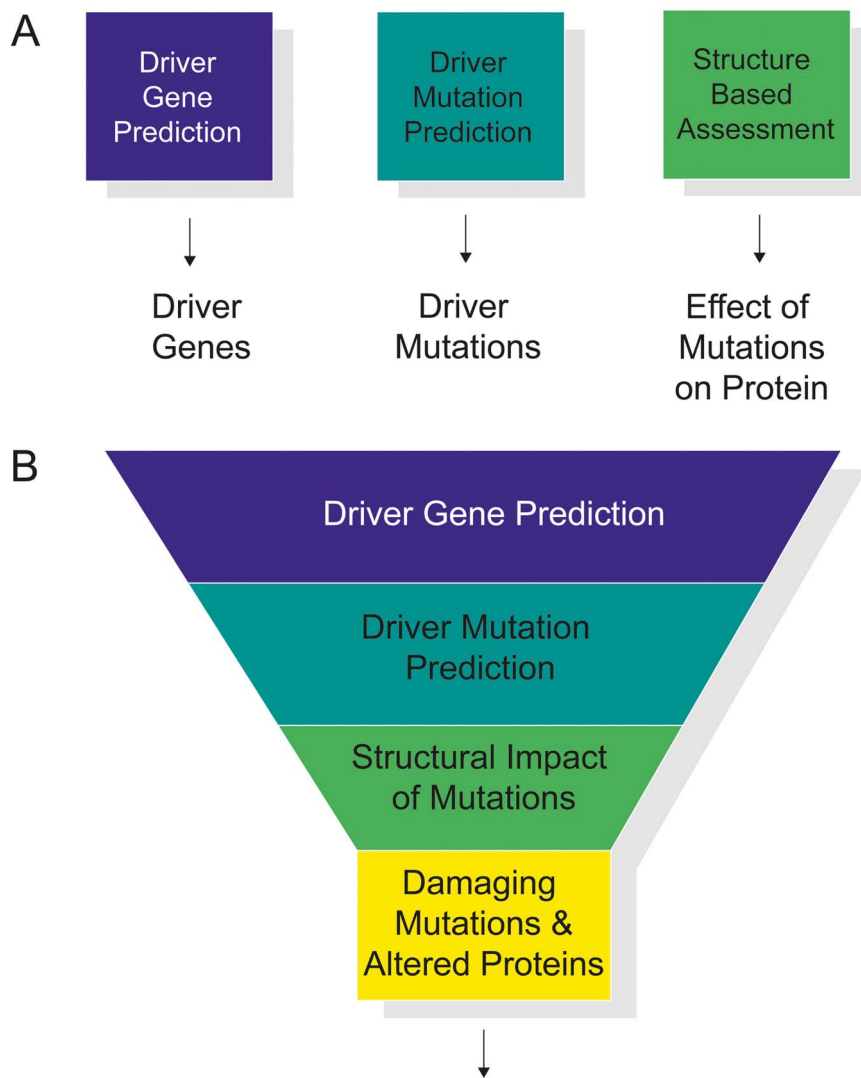 A
Driver
Gene
Prediction
Driver
Mutation
Prediction
Structure
Based
Assessment
Driver
Genes
Driver
Mutations
Effect of
Mutations
on Protein
B
Driver Gene Prediction
Driver Mutation
Prediction
Structural Impact
of Mutations
Damaging
Mutations &
Altered Proteins